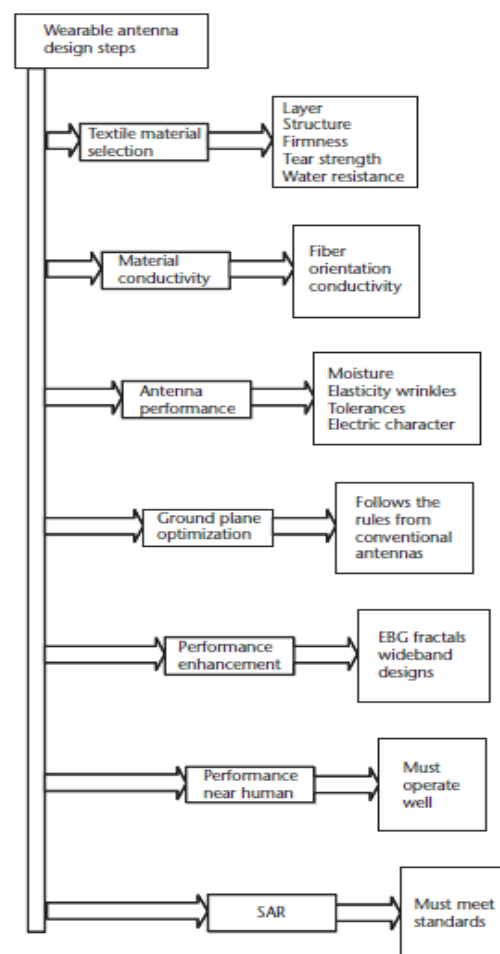 Wearable antenna
design steps
Textile material
selection
Layer
Structure
Firmness
Tear strength
Water resistance
Material
conductivity
Fiber
orientation
conductivity
Antenna
performance
Moisture
Elasticity wrinkles
Tolerances
Electric character
Ground plane
optimization
Follows the
rules from
conventional
antennas
Performance
enhancement
EBG fractals
wideband
designs
Performance
near human
Must
operate
well
SAR
Must meet
standards